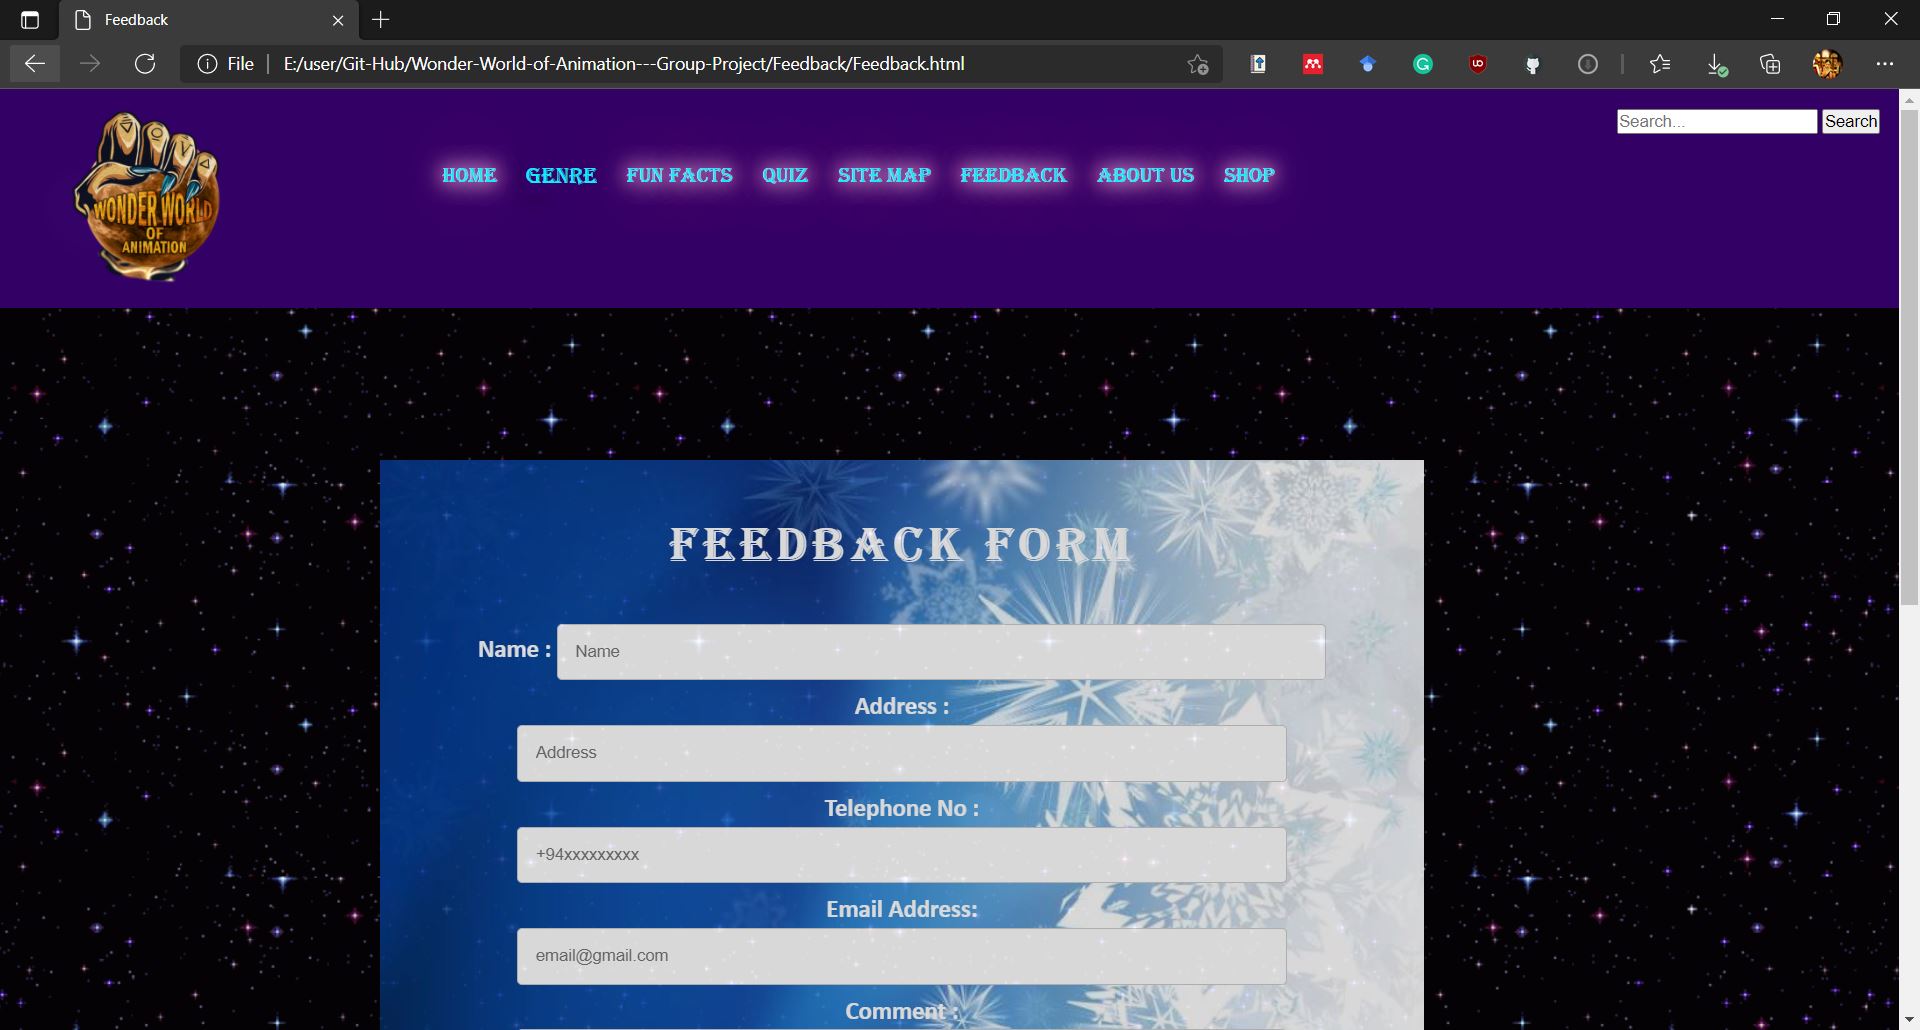 Feedback
File E:/user/Git-Hub/Wonder-World-of-Animation---Group-Project/Feedback/Feedback.html
Search... Search
WONDER WORLD
OF
ANIMATION
HOME GENRE FUN FACTS QUIZ SITE MAP FEEDBACK ABOUT US SHOP
FEEDBACK FORM
Name : Name
Address :
Address
Telephone No :
+94xxxxxxxxx
Email Address:
email@gmail.com
Comment :